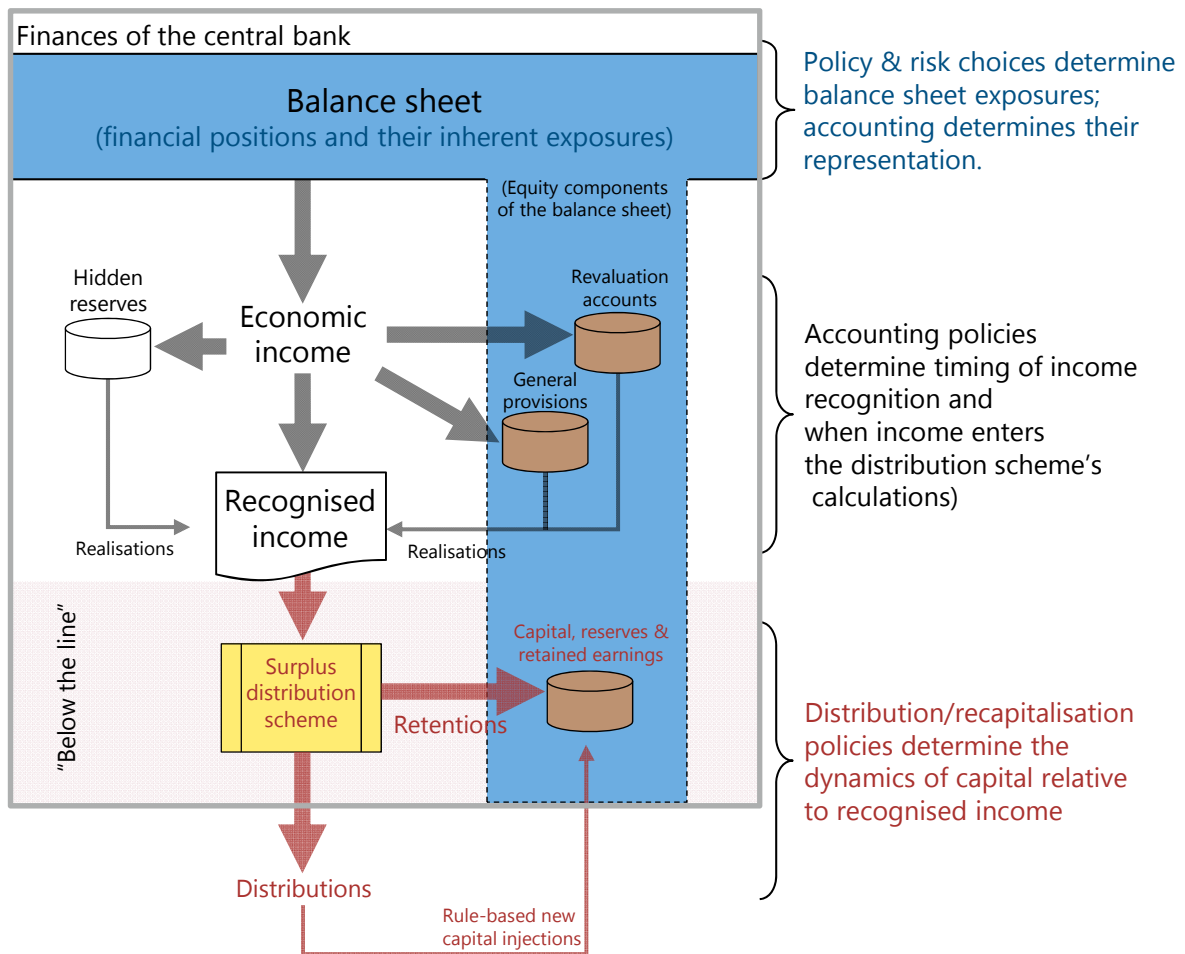 Finances of the central bank
Balance sheet
(financial positions and their inherent exposures)
Policy & risk choices determine
balance sheet exposures;
accounting determines their
representation.
(Equity components
of the balance sheet)
Hidden
reserves
Economic
income
Revaluation
accounts
General
provisions
Accounting policies
determine timing of income
recognition and
when income enters
the distribution scheme's
calculations)
Recognised
income
Realisations
Realisations
"Below the line"
Surplus
distribution
scheme
Retentions
Capital, reserves &
retained earnings
Distribution/recapitalisation
policies determine the
dynamics of capital relative
to recognised income
Distributions
Rule-based new
capital injections